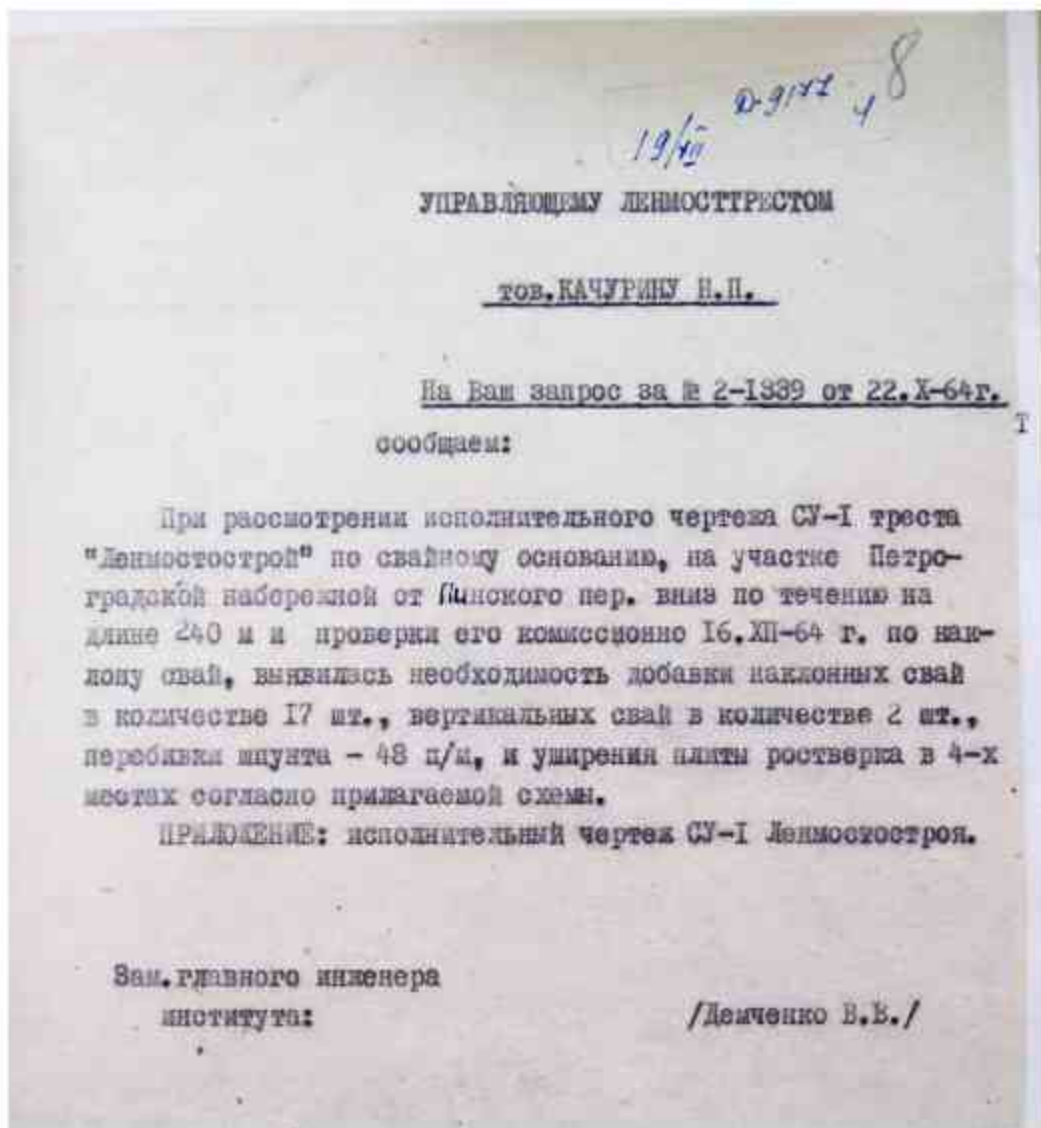 8
19/XII
УПРАВЛЯЮЩЕМУ ЛЕНМОСТТРЕСТОМ
тов.КАЧУРИНУ Н.П.
На Ваш запрос за № 2-I339 от 22.X-64г.
сообщаем:
При рассмотрении исполнительного чертежа СУ-I треста
"Ленмостострой" по свайному основанию, на участке Петро-
градской набережной от Пинского пер. вниз по течению на
длине 240 м и проверки его комиссионно I6.XII-64 г. по нак-
лону свай, выявилась необходимость добавки наклонных свай
в количестве I7 шт., вертикальных свай в количестве 2 шт.,
перебивки шпунта - 48 п/м, и уширения плиты ростверка в 4-х
местах согласно прилагаемой схемы.
ПРИЛОЖЕНИЕ: исполнительный чертеж СУ-I Ленмостостроя.
Зам.главного инженера
института:
/Демченко В.В./